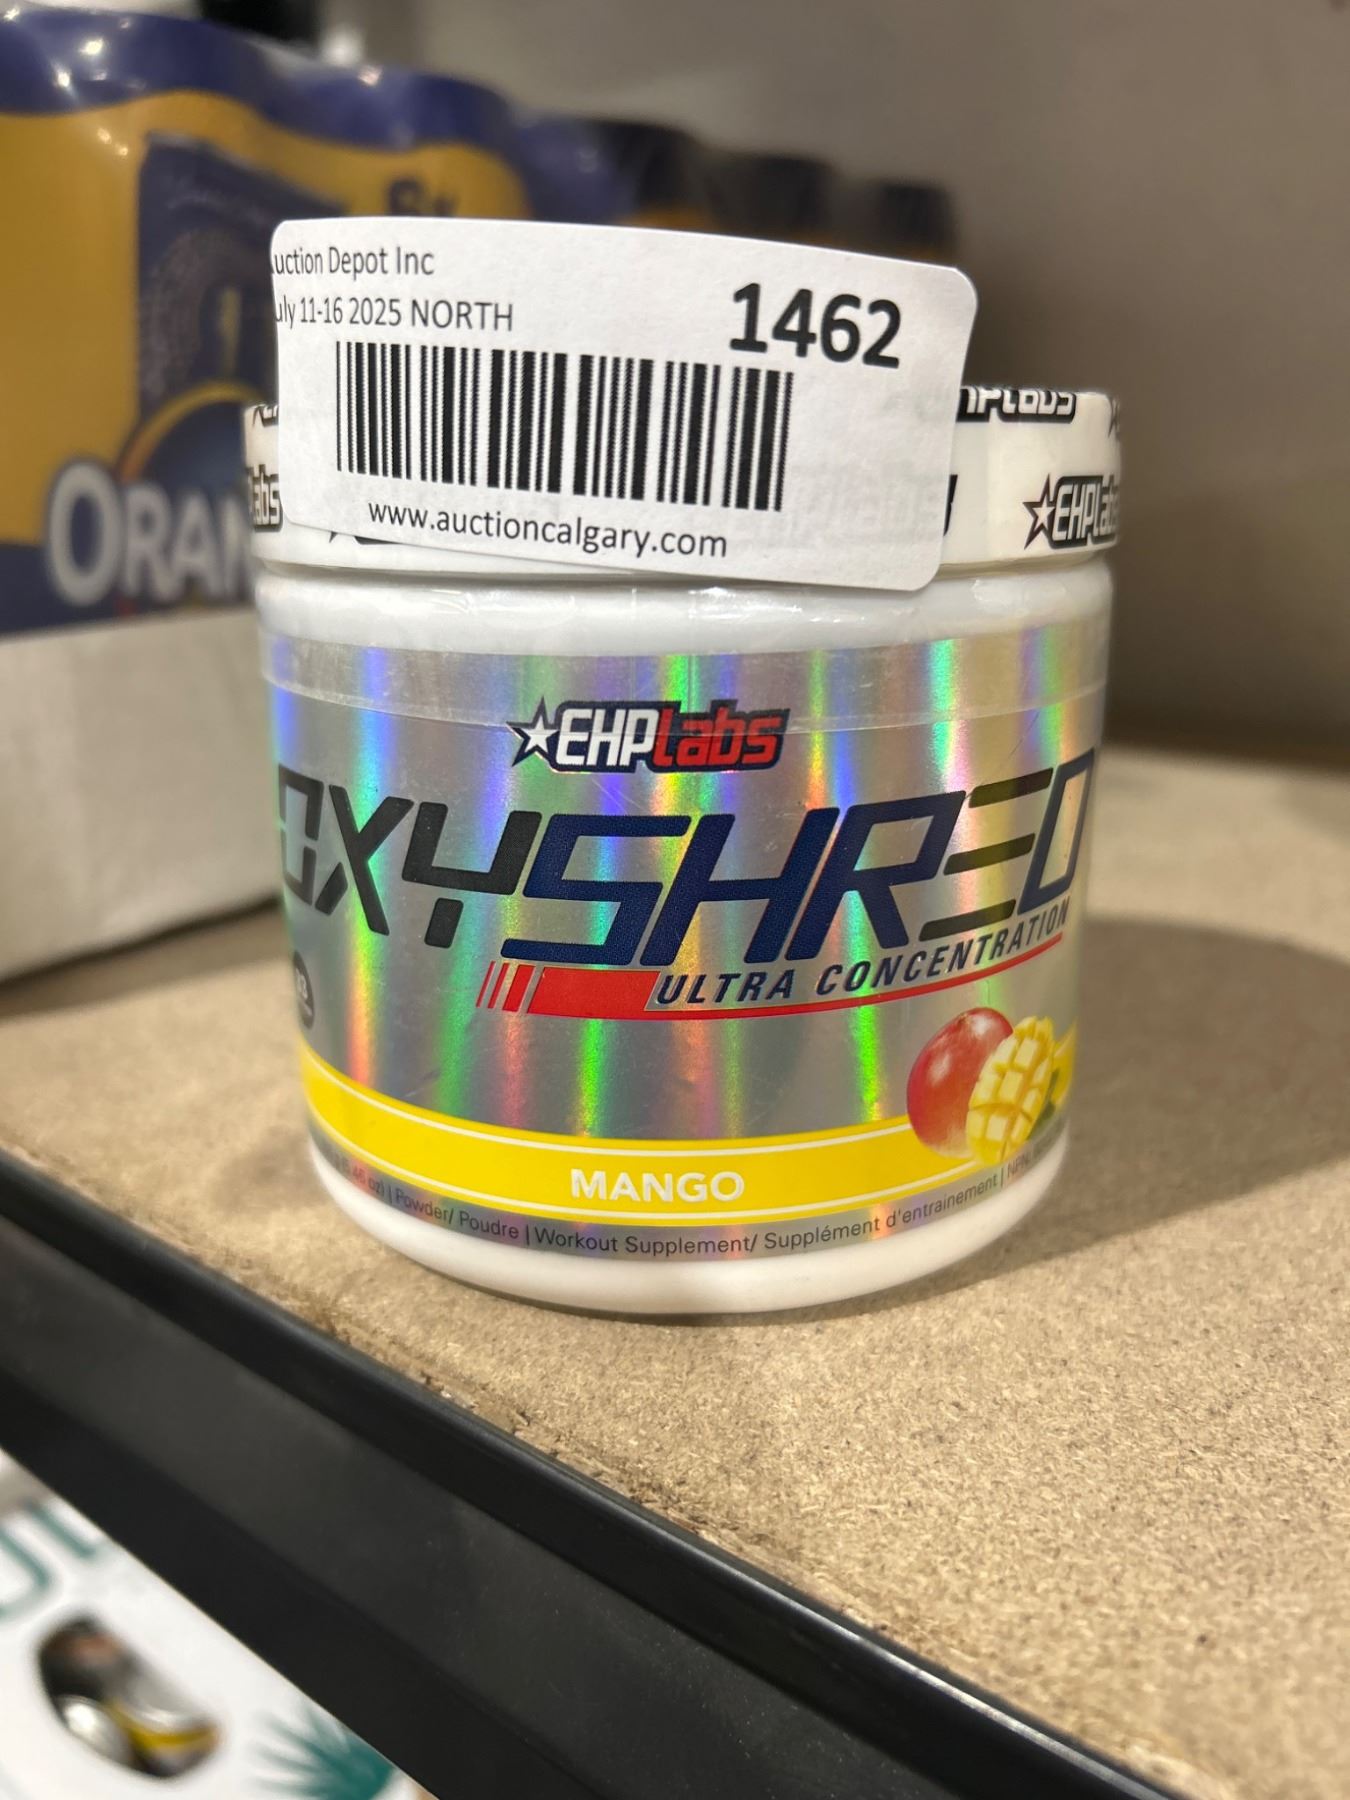 uction Depot Inc
uly 11-16 2025 NORTH
1462
www.auctioncalgary.com
EHPLabs
EHPLabs
Labs
ORAN
EHPLabs
OXYSHRED
ULTRA CONCENTRATION
MANGO
Powder/ Poudre | Workout Supplement/ Supplément d'entrainement |